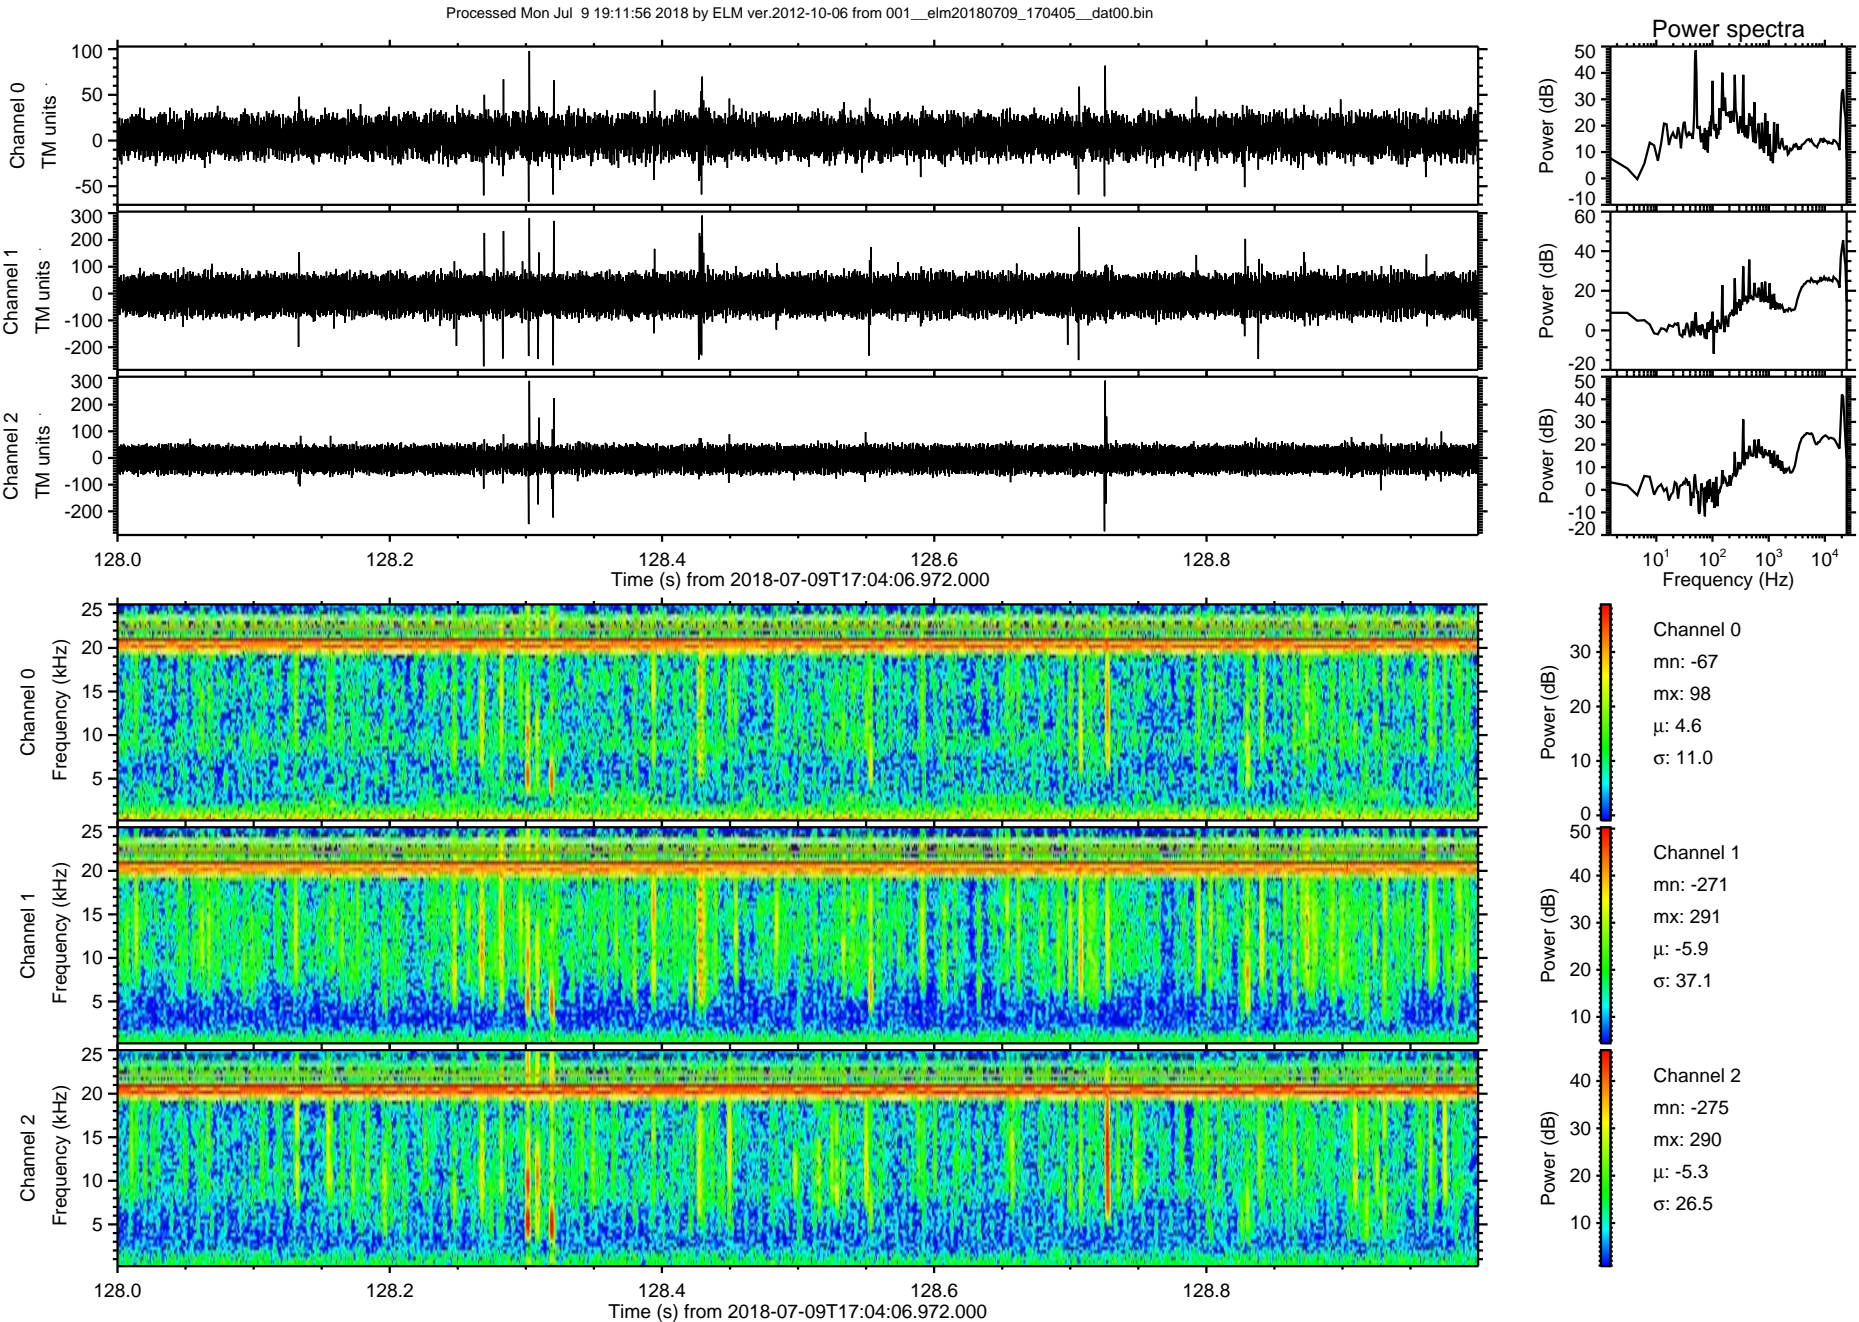 Processed Mon Jul  9 19:11:56 2018 by ELM ver.2012-10-06 from 001__elm20180709_170405__dat00.bin
Power spectra
Channel 0
TM units
100
50
0
-50
Power (dB)
50
40
30
20
10
0
-10
Channel 1
TM units
300
200
100
0
-100
-200
Power (dB)
60
40
20
0
-20
Channel 2
TM units
300
200
100
0
-100
-200
Power (dB)
50
40
30
20
10
0
-10
-20
128.0 128.2 128.4 128.6 128.8
Time (s) from 2018-07-09T17:04:06.972.000
10¹ 10² 10³ 10⁴
Frequency (Hz)
Channel 0
Frequency (kHz)
25
20
15
10
5
Power (dB)
30
20
10
0
Channel 0
mn: -67
mx: 98
µ: 4.6
σ: 11.0
Channel 1
Frequency (kHz)
25
20
15
10
5
Power (dB)
50
40
30
20
10
Channel 1
mn: -271
mx: 291
µ: -5.9
σ: 37.1
Channel 2
Frequency (kHz)
25
20
15
10
5
Power (dB)
40
30
20
10
Channel 2
mn: -275
mx: 290
µ: -5.3
σ: 26.5
128.0 128.2 128.4 128.6 128.8
Time (s) from 2018-07-09T17:04:06.972.000